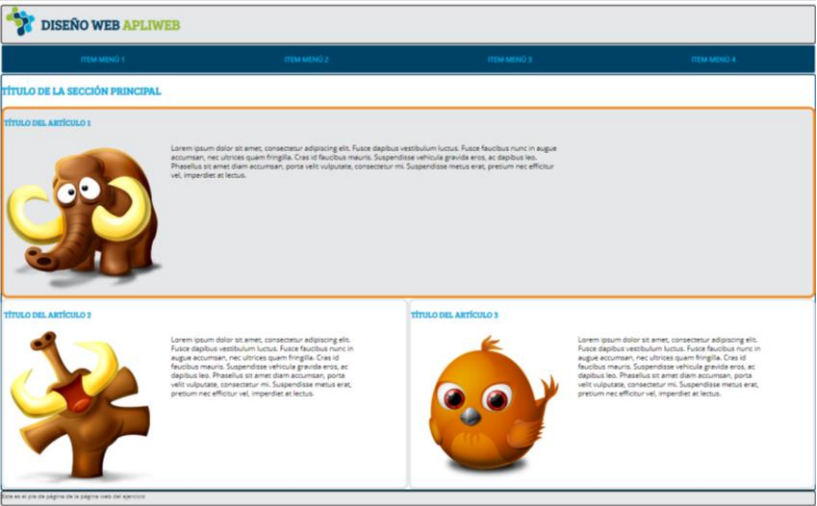 DISEÑO WEB APLIWEB
ITEM MENÚ 1
ITEM MENÚ 2
ITEM MENÚ 3
ITEM MENÚ 4
TÍTULO DE LA SECCIÓN PRINCIPAL
TÍTULO DEL ARTÍCULO 1
Lorem ipsum dolor sit amet, consectetur adipiscing elit. Fusce dapibus vestibulum luctus. Fusce faucibus nunc in augue
accumsan, nec ultrices quam fringilla. Cras id faucibus mauris. Suspendisse vehicula gravida eros, ac dapibus leo.
Phasellus sit amet diam accumsan, porta velit vulputate, consectetur mi. Suspendisse metus erat, pretium nec efficitur
vel, imperdiet at lectus.
TÍTULO DEL ARTÍCULO 2
Lorem ipsum dolor sit amet, consectetur adipiscing elit.
Fusce dapibus vestibulum luctus. Fusce faucibus nunc in
augue accumsan, nec ultrices quam fringilla. Cras id
faucibus mauris. Suspendisse vehicula gravida eros, ac
dapibus leo. Phasellus sit amet diam accumsan, porta
velit vulputate, consectetur mi. Suspendisse metus erat,
pretium nec efficitur vel, imperdiet at lectus.
TÍTULO DEL ARTÍCULO 3
Lorem ipsum dolor sit amet, consectetur adipiscing elit.
Fusce dapibus vestibulum luctus. Fusce faucibus nunc in
augue accumsan, nec ultrices quam fringilla. Cras id
faucibus mauris. Suspendisse vehicula gravida eros, ac
dapibus leo. Phasellus sit amet diam accumsan, porta
velit vulputate, consectetur mi. Suspendisse metus erat,
pretium nec efficitur vel, imperdiet at lectus.
Este es el pie de página de la página web del ejercicio